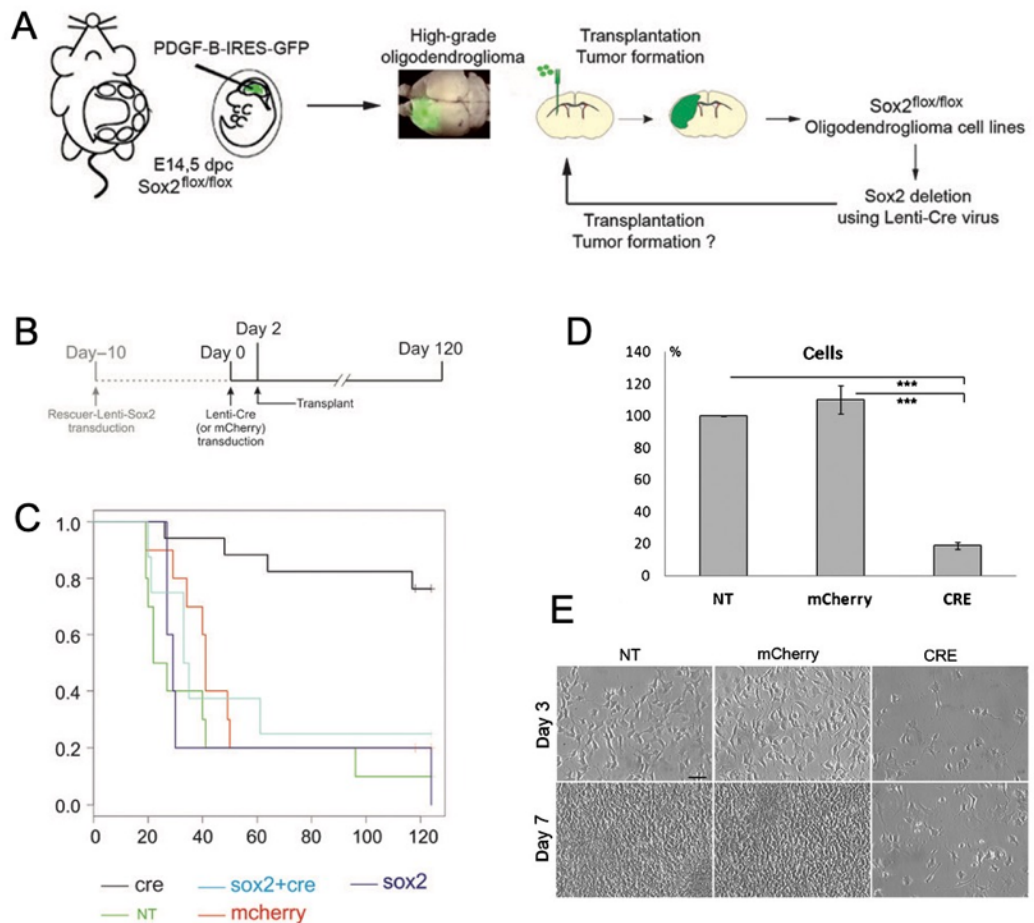 A
PDGF-B-IRES-GFP
E14,5 dpc
Sox2flox/flox
High-grade
oligodendroglioma
Transplantation
Tumor formation
Sox2flox/flox
Oligodendroglioma cell lines
Sox2 deletion
using Lenti-Cre virus
Transplantation
Tumor formation ?
B
Day–10
Day 0
Day 2
Day 120
Rescuer-Lenti-Sox2
transduction
Lenti-Cre
(or mCherry)
transduction
Transplant
C
1.0
0.8
0.6
0.4
0.2
0.0
0 20 40 60 80 100 120
cre sox2+cre sox2
NT mcherry
D
%
Cells
140
120
100
80
60
40
20
0
***
***
NT mCherry CRE
E
NT mCherry CRE
Day 3
Day 7